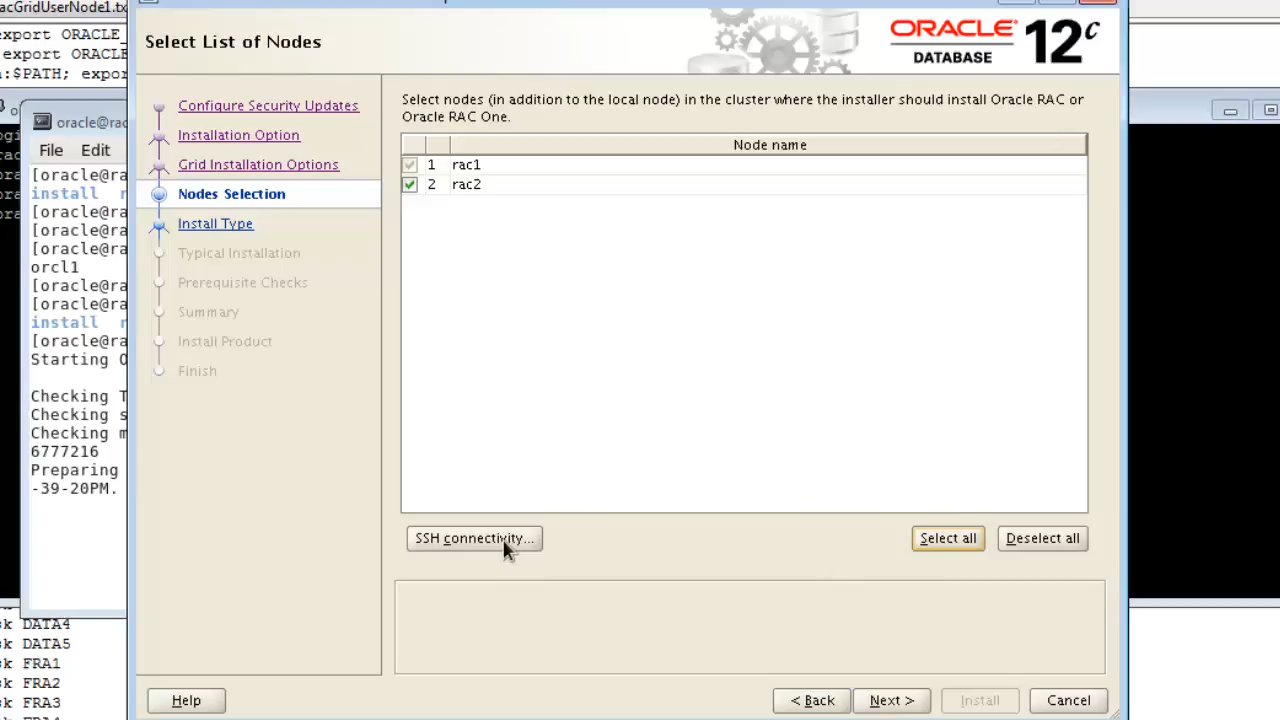 acGridUserNode1.tx
export ORACLE_
export ORACLE
:$PATH; expor
oracle@rac
File Edit
[oracle@ra
install r
[oracle@ra
[oracle@ra
[oracle@ra
orcl1
[oracle@ra
[oracle@ra
install r
[oracle@ra
Starting O
Checking T
Checking s
Checking m
6777216
Preparing
-39-20PM.
sk DATA4
sk DATA5
sk FRA1
sk FRA2
sk FRA3
Select List of Nodes
ORACLE
DATABASE
12c
Configure Security Updates
Installation Option
Grid Installation Options
Nodes Selection
Install Type
Typical Installation
Prerequisite Checks
Summary
Install Product
Finish
Select nodes (in addition to the local node) in the cluster where the installer should install Oracle RAC or
Oracle RAC One.
Node name
1 rac1
2 rac2
SSH connectivity...
Select all
Deselect all
Help
< Back
Next >
Install
Cancel